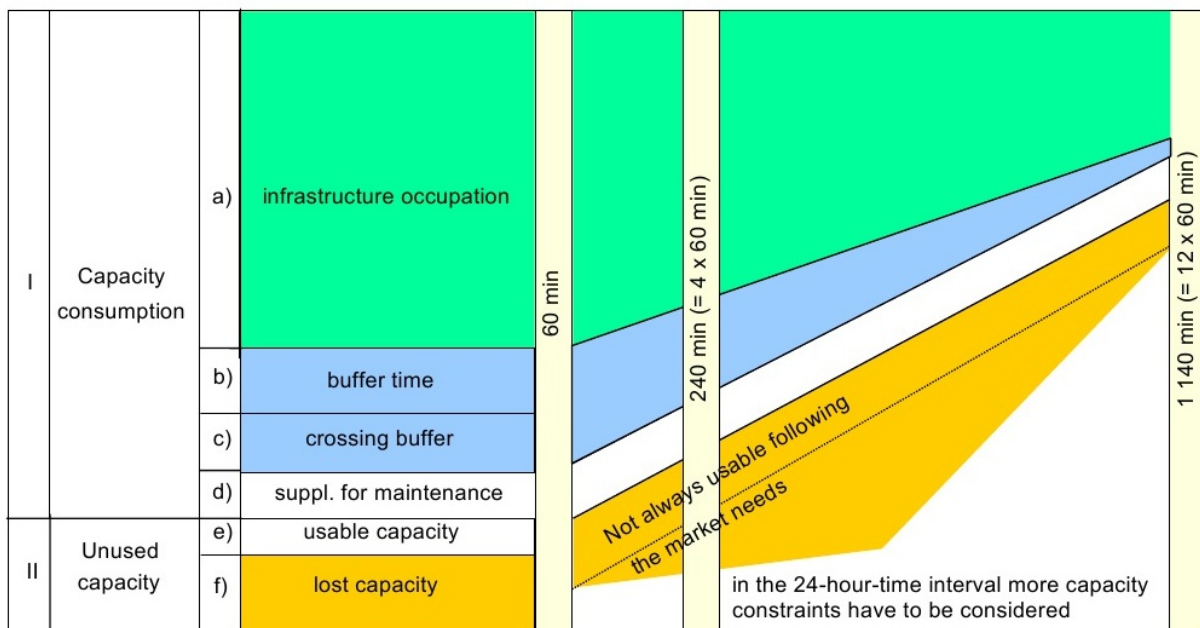 I
Capacity
consumption
a)
infrastructure occupation
b)
buffer time
c)
crossing buffer
d)
suppl. for maintenance
II
Unused
capacity
e)
usable capacity
f)
lost capacity
60 min
240 min (= 4 x 60 min)
1 140 min (= 12 x 60 min)
Not always usable following
the market needs
in the 24-hour-time interval more capacity
constraints have to be considered